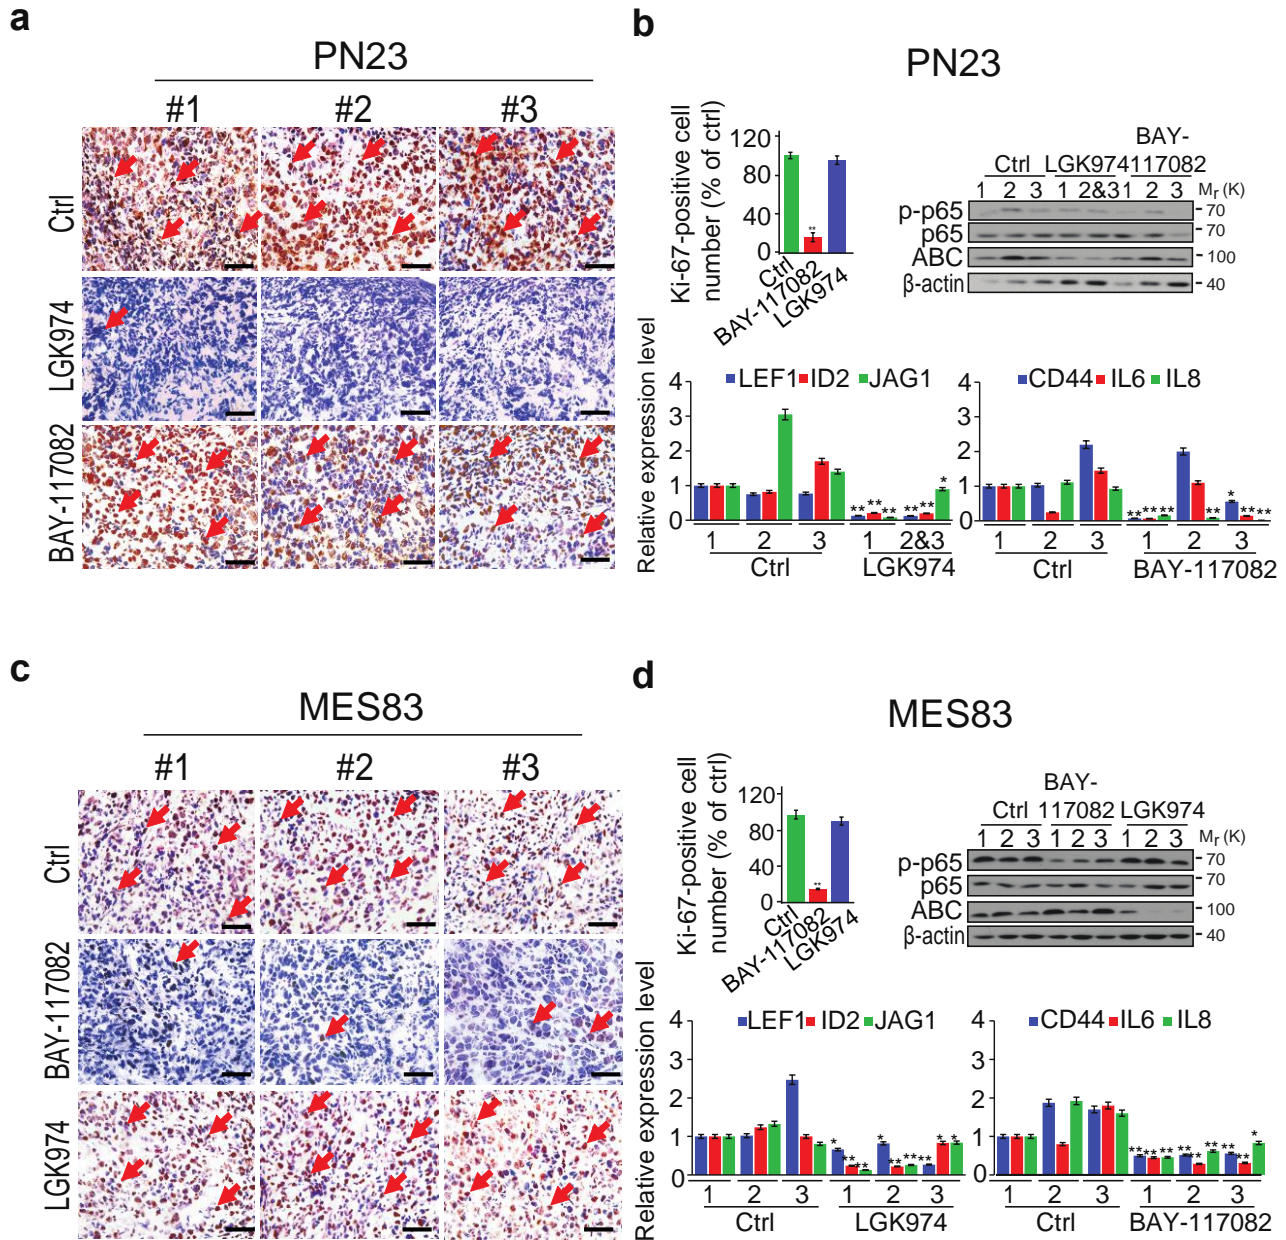 a
PN23
#1 #2 #3
Ctrl
LGK974
BAY-117082
b
PN23
Ki-67-positive cell
number (% of ctrl)
120
80
40
0
Ctrl
BAY-117082
LGK974
**
BAY-
Ctrl LGK974 117082
1 2 3 1 2&3 1 2 3 Mr (K)
p-p65 70
p65 70
ABC 100
β-actin 40
Relative expression level
LEF1 ID2 JAG1
4
3
2
1
0
** ** ** ** ** *
1 2 3 1 2&3
Ctrl LGK974
CD44 IL6 IL8
4
3
2
1
0
** ** ** ** * ** **
1 2 3 1 2 3
Ctrl BAY-117082
c
MES83
#1 #2 #3
Ctrl
BAY-117082
LGK974
d
MES83
Ki-67-positive cell
number (% of ctrl)
120
80
40
0
Ctrl
BAY-117082
LGK974
**
BAY-
Ctrl 117082 LGK974
1 2 3 1 2 3 1 2 3 Mr (K)
p-p65 70
p65 70
ABC 100
β-actin 40
Relative expression level
LEF1 ID2 JAG1
4
3
2
1
0
* ** ** * ** ** ** * *
1 2 3 1 2 3
Ctrl LGK974
CD44 IL6 IL8
4
3
2
1
0
** ** ** ** ** ** ** ** *
1 2 3 1 2 3
Ctrl BAY-117082